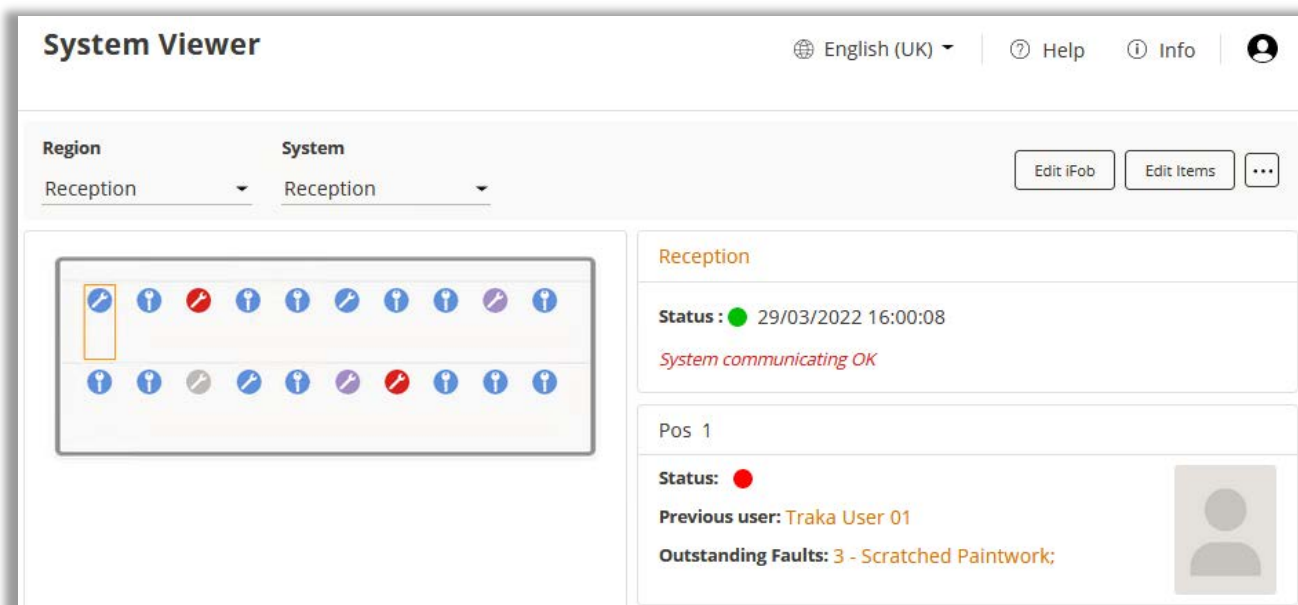 System Viewer
English (UK)
Help
Info
Region
System
Reception
Reception
Edit iFob
Edit Items
...
Reception
Status : 29/03/2022 16:00:08
System communicating OK
Pos 1
Status:
Previous user: Traka User 01
Outstanding Faults: 3 - Scratched Paintwork;